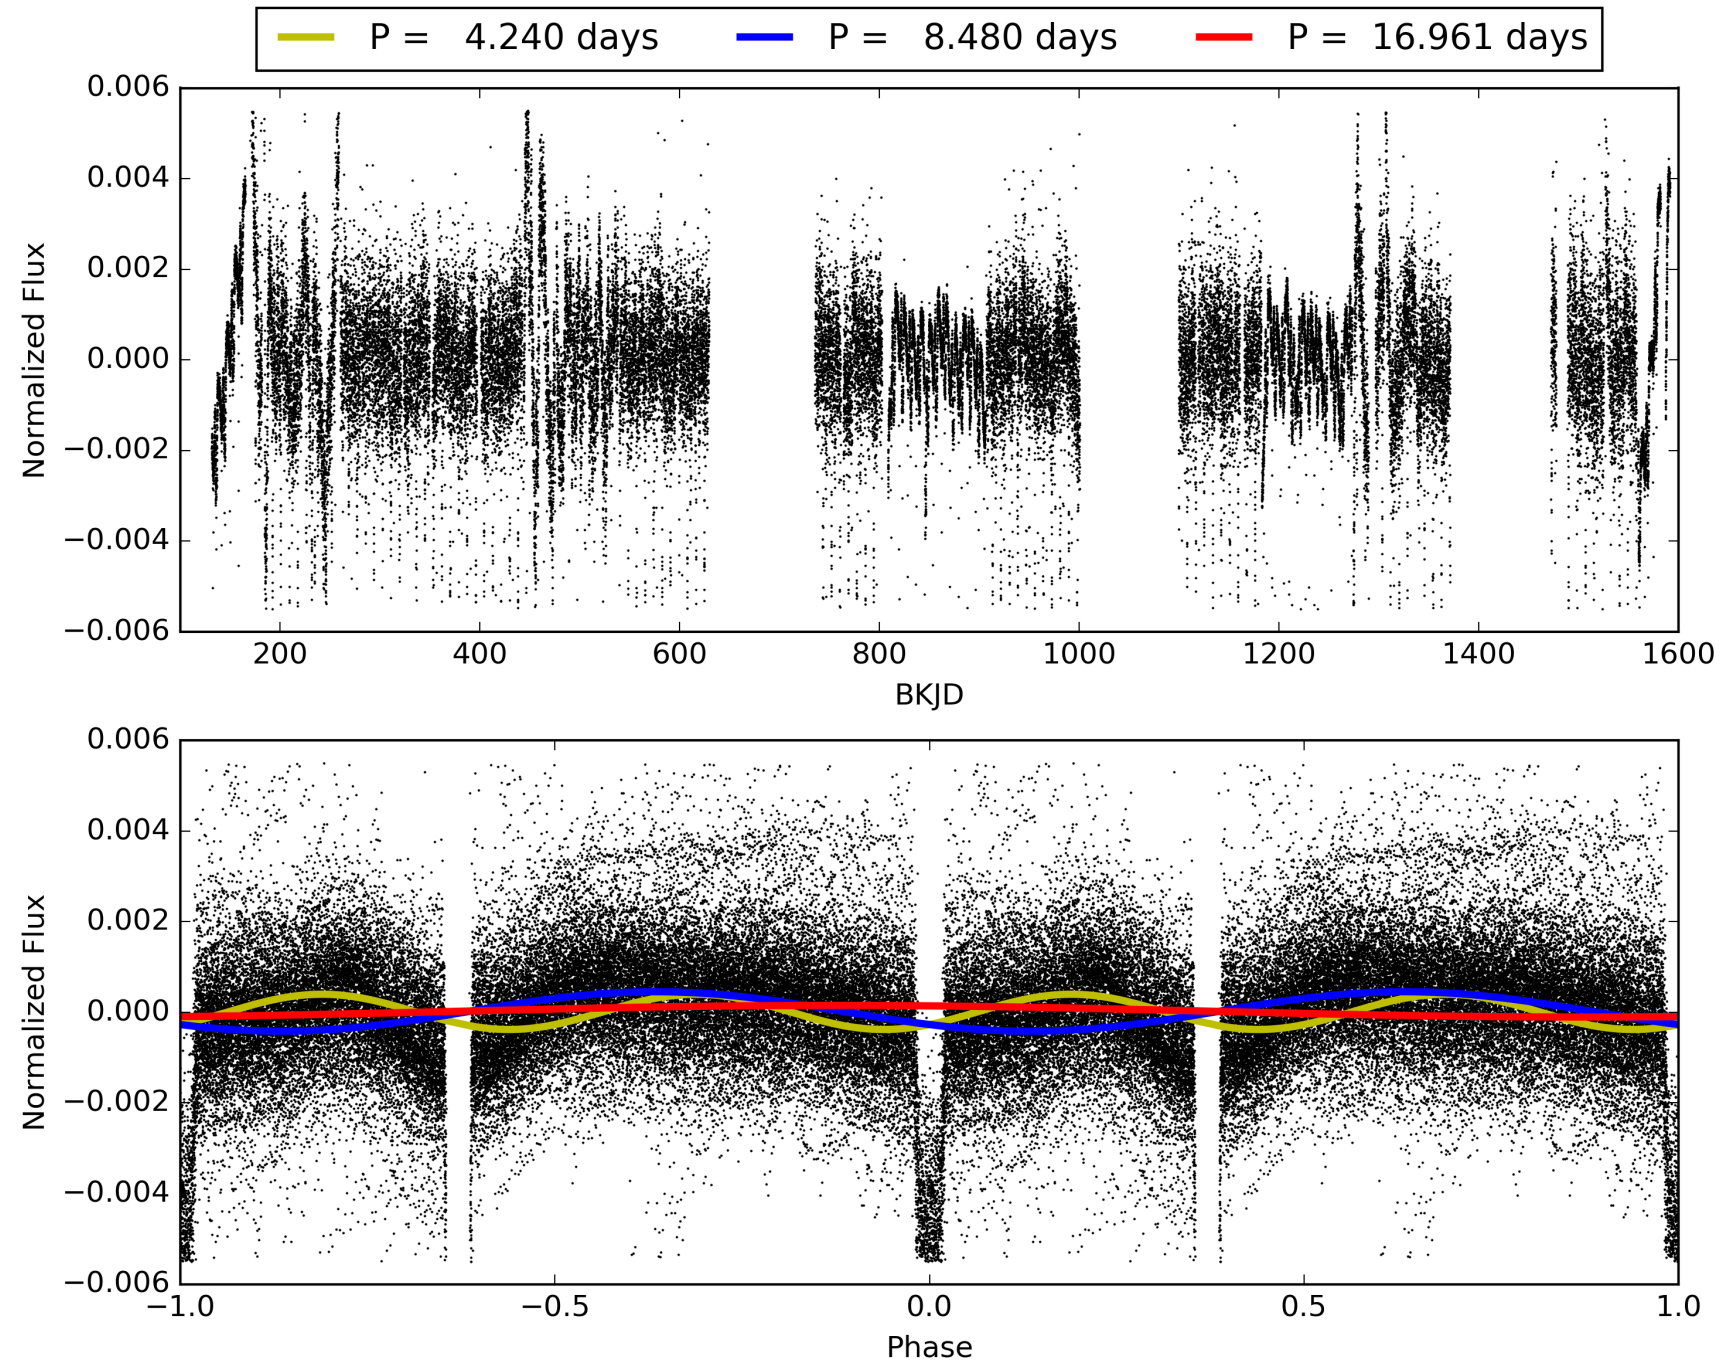 P = 4.240 days P = 8.480 days P = 16.961 days
0.006
0.004
0.002
0.000
−0.002
−0.004
−0.006
Normalized Flux
200 400 600 800 1000 1200 1400 1600
BKJD
0.006
0.004
0.002
0.000
−0.002
−0.004
−0.006
Normalized Flux
−1.0 −0.5 0.0 0.5 1.0
Phase